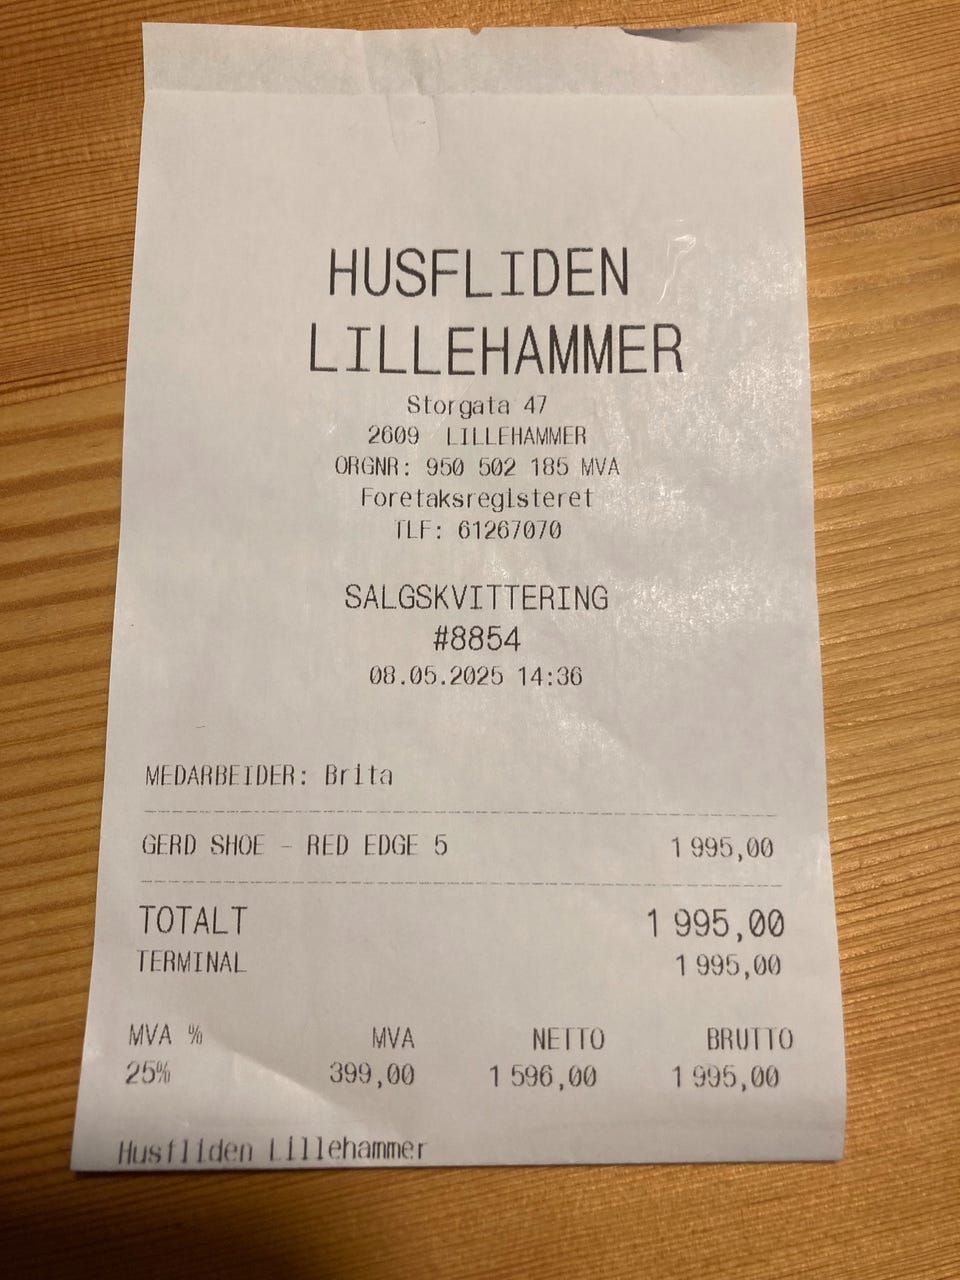 HUSFLIDEN
LILLEHAMMER
Storgata 47
2609 LILLEHAMMER
ORGNR: 950 502 185 MVA
Foretaksregisteret
TLF: 61267070
SALGSKVITTERING
#8854
08.05.2025 14:36
MEDARBEIDER: Brita
GERD SHOE - RED EDGE 5 1 995,00
TOTALT 1 995,00
TERMINAL 1 995,00
MVA % MVA NETTO BRUTTO
25% 399,00 1 596,00 1 995,00
Husfliden Lillehammer